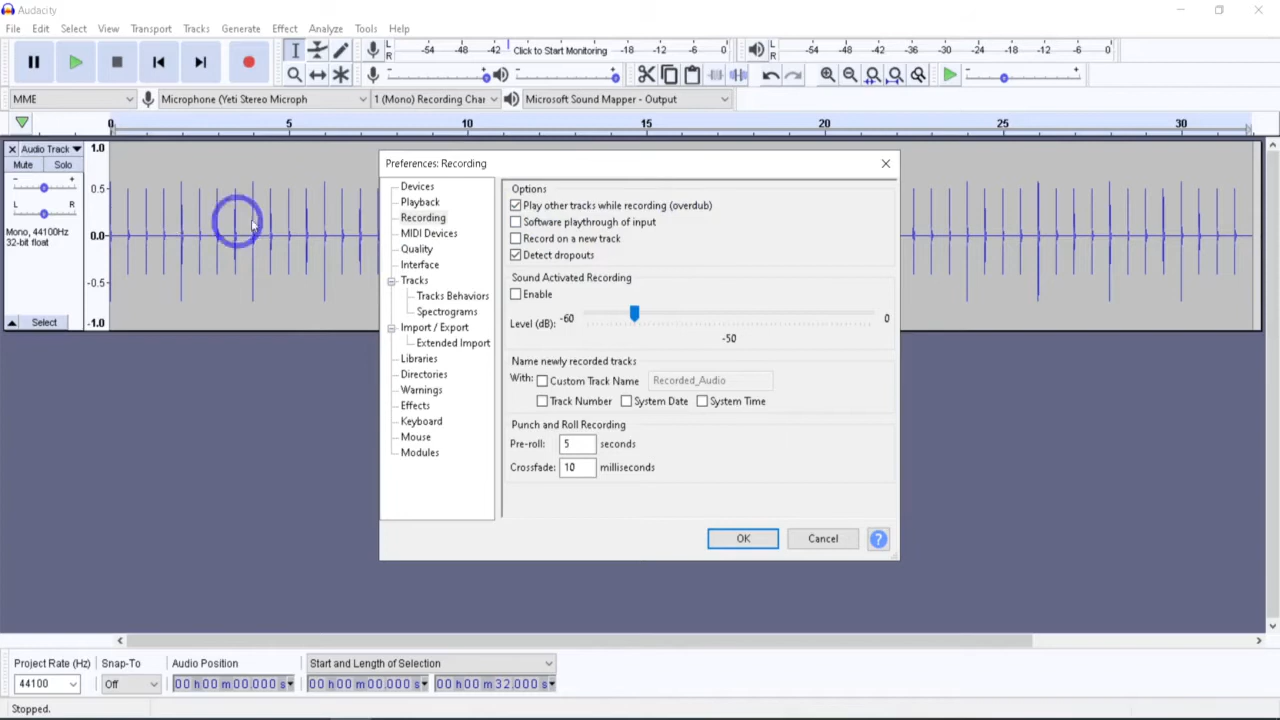 Audacity
File Edit Select View Transport Tracks Generate Effect Analyze Tools Help
L R -54 -48 -42 Click to Start Monitoring -18 -12 -6 0 L R -54 -48 -42 -36 -30 -24 -18 -12 -6 0
- + - + - +
MME Microphone (Yeti Stereo Microph 1 (Mono) Recording Char Microsoft Sound Mapper - Output
0 5 10 15 20 25 30
× Audio Track 1.0
Mute Solo
- + 0.5
L R
Mono, 44100Hz 0.0
32-bit float
-0.5
Select -1.0
Preferences: Recording
Devices
Playback
Recording
MIDI Devices
Quality
Interface
Tracks
Tracks Behaviors
Spectrograms
Import / Export
Extended Import
Libraries
Directories
Warnings
Effects
Keyboard
Mouse
Modules
Options
Play other tracks while recording (overdub)
Software playthrough of input
Record on a new track
Detect dropouts
Sound Activated Recording
Enable
Level (dB): -60 0
-50
Name newly recorded tracks
With: Custom Track Name Recorded_Audio
Track Number System Date System Time
Punch and Roll Recording
Pre-roll: 5 seconds
Crossfade: 10 milliseconds
OK Cancel ?
Project Rate (Hz) Snap-To Audio Position Start and Length of Selection
44100 Off 00 h 00 m 00.000 s 00 h 00 m 00.000 s 00 h 00 m 32.000 s
Stopped.